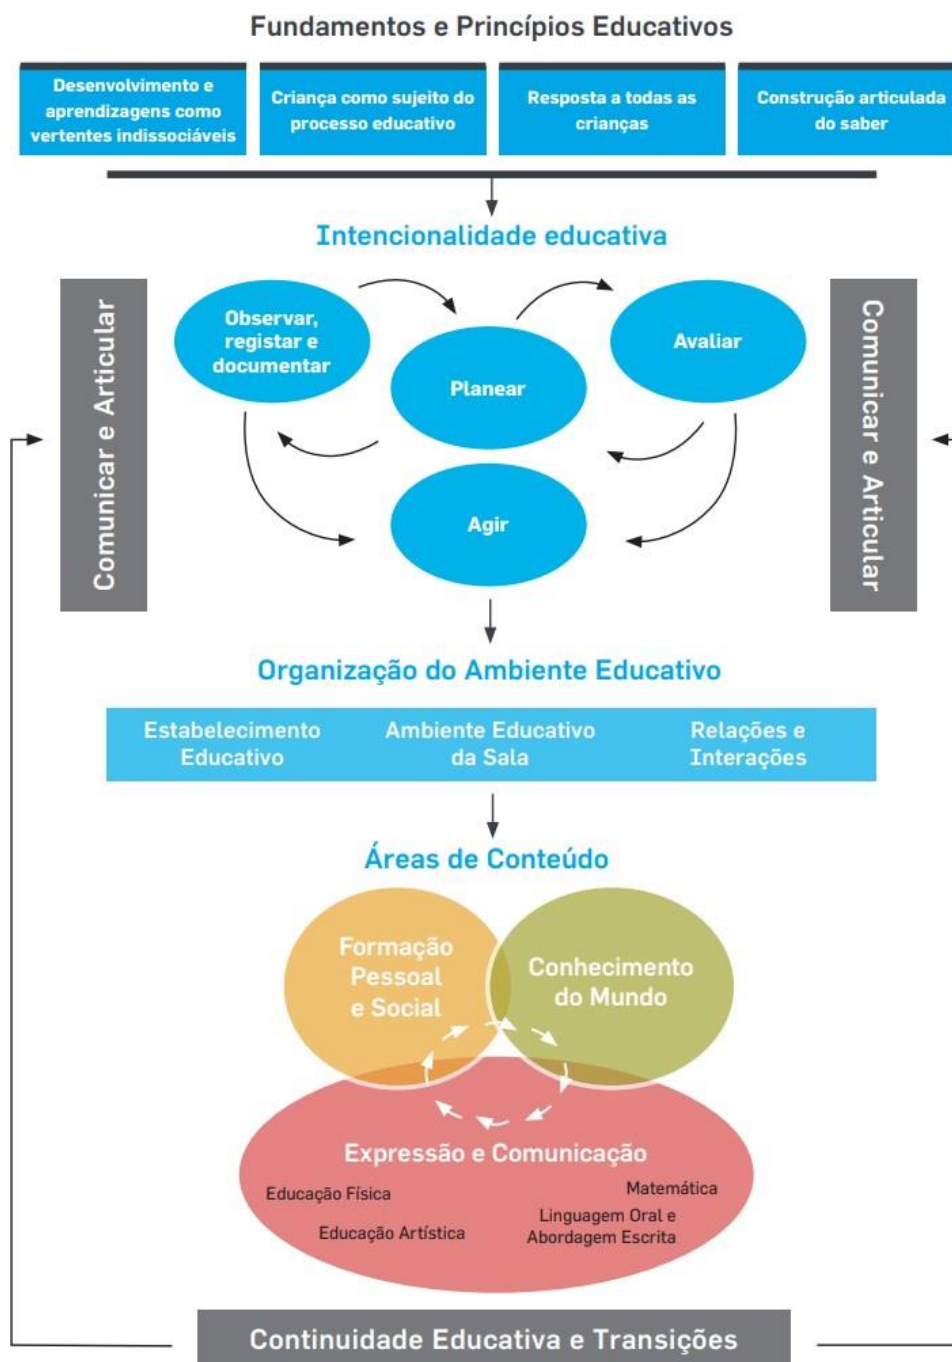 Fundamentos e Princípios Educativos
Desenvolvimento e
aprendizagens como
vertentes indissociáveis
Criança como sujeito do
processo educativo
Resposta a todas as
crianças
Construção articulada
do saber
Intencionalidade educativa
Comunicar e Articular
Observar,
registar e
documentar
Planear
Avaliar
Agir
Comunicar e Articular
Organização do Ambiente Educativo
Estabelecimento
Educativo
Ambiente Educativo
da Sala
Relações e
Interações
Áreas de Conteúdo
Formação
Pessoal
e Social
Conhecimento
do Mundo
Expressão e Comunicação
Educação Física
Matemática
Educação Artística
Linguagem Oral e
Abordagem Escrita
Continuidade Educativa e Transições